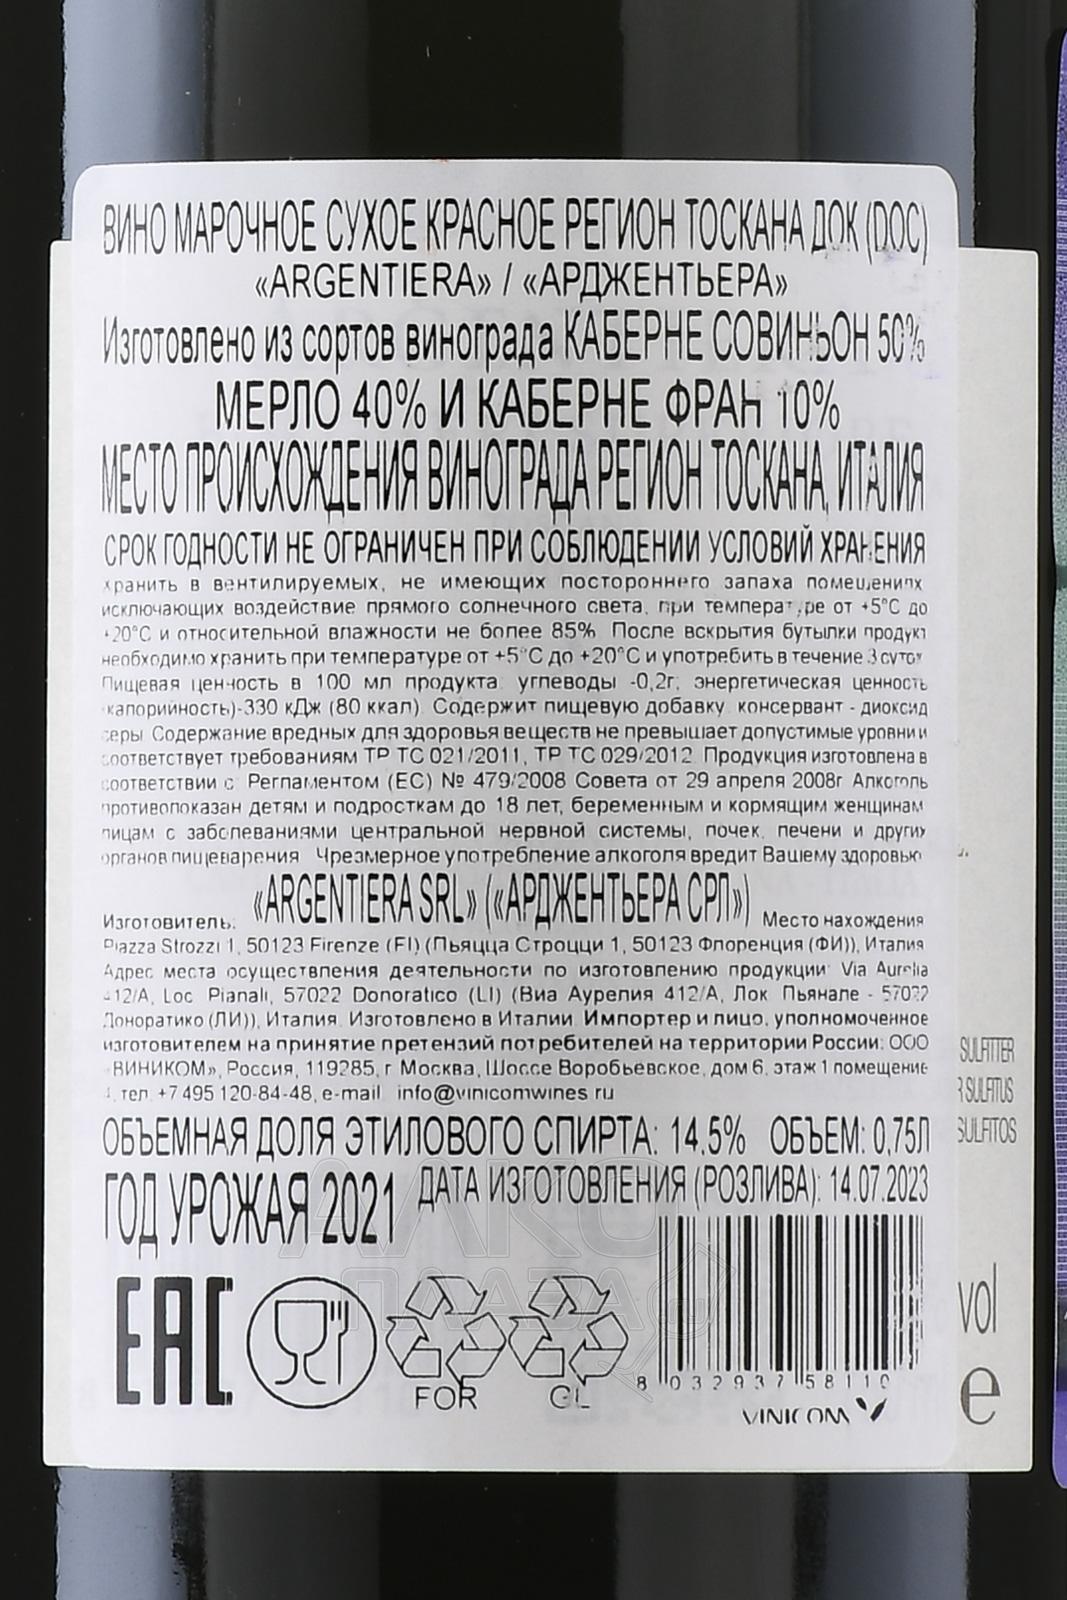 ВИНО МАРОЧНОЕ СУХОЕ КРАСНОЕ РЕГИОН ТОСКАНА ДОК (DOC)
«ARGENTIERA» / «АРДЖЕНТЬЕРА»
Изготовлено из сортов винограда КАБЕРНЕ СОВИНЬОН 50%
МЕРЛО 40% И КАБЕРНЕ ФРАН 10%
МЕСТО ПРОИСХОЖДЕНИЯ ВИНОГРАДА РЕГИОН ТОСКАНА, ИТАЛИЯ
СРОК ГОДНОСТИ НЕ ОГРАНИЧЕН ПРИ СОБЛЮДЕНИИ УСЛОВИЙ ХРАНЕНИЯ
хранить в вентилируемых, не имеющих постороннего запаха помещениях
исключающих воздействие прямого солнечного света, при температуре от +5°C до
+20°C и относительной влажности не более 85%. После вскрытия бутылки продукт
необходимо хранить при температуре от +5°C до +20°C и употребить в течение 3 суток
Пищевая ценность в 100 мл продукта: углеводы -0,2г, энергетическая ценность
(калорийность)-330 кДж (80 ккал). Содержит пищевую добавку консервант - диоксид
серы. Содержание вредных для здоровья веществ не превышает допустимые уровни и
соответствует требованиям ТР ТС 021/2011, ТР ТС 029/2012. Продукция изготовлена в
соответствии с Регламентом (ЕС) № 479/2008 Совета от 29 апреля 2008г. Алкоголь
противопоказан детям и подросткам до 18 лет, беременным и кормящим женщинам
лицам с заболеваниями центральной нервной системы, почек, печени и других
органов пищеварения. Чрезмерное употребление алкоголя вредит Вашему здоровью
Изготовитель: «ARGENTIERA SRL» («АРДЖЕНТЬЕРА СРЛ») Место нахождения
Piazza Strozzi 1, 50123 Firenze (FI) (Пьяцца Строцци 1, 50123 Флоренция (ФИ)), Италия
Адрес места осуществления деятельности по изготовлению продукции: Via Aurelia
412/A, Loc Pianali, 57022 Donoratico (LI) (Виа Аурелия 412/А, Лок Пьянале - 57022
Доноратико (ЛИ)), Италия. Изготовлено в Италии. Импортер и лицо, уполномоченное
изготовителем на принятие претензий потребителей на территории России: ООО
«ВИНИКОМ», Россия, 119285, г. Москва, Шоссе Воробьевское, дом 6, этаж 1 помещение
тел. +7 495 120-84-48, e-mail info@vinicomwines ru
ОБЪЕМНАЯ ДОЛЯ ЭТИЛОВОГО СПИРТА: 14.5% ОБЪЕМ: 0,75Л
ГОД УРОЖАЯ 2021 ДАТА ИЗГОТОВЛЕНИЯ (РОЗЛИВА): 14.07.2023
EAC
FOR GL
8 032937 58110
VINICOM
SULFITTER
R SULFITUS
SULFITOS
vol
e
АЛКО
ПЛАЗА